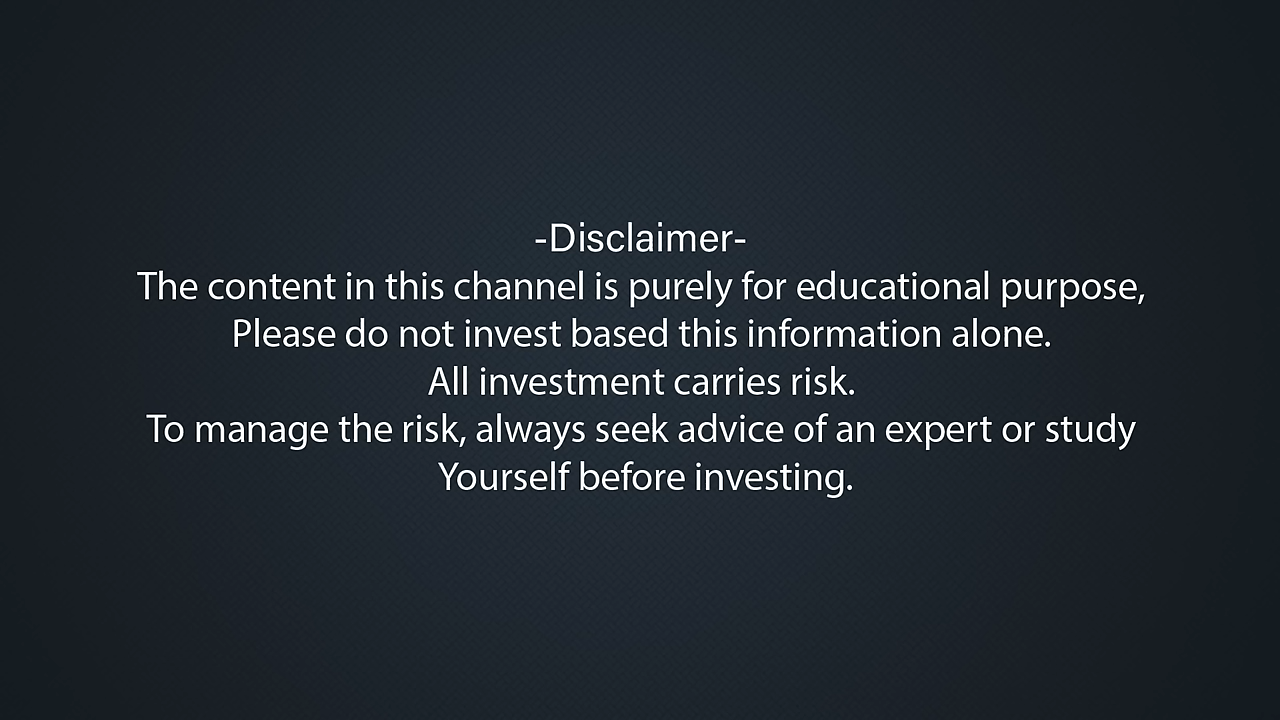 -Disclaimer-
The content in this channel is purely for educational purpose,
Please do not invest based this information alone.
All investment carries risk.
To manage the risk, always seek advice of an expert or study
Yourself before investing.